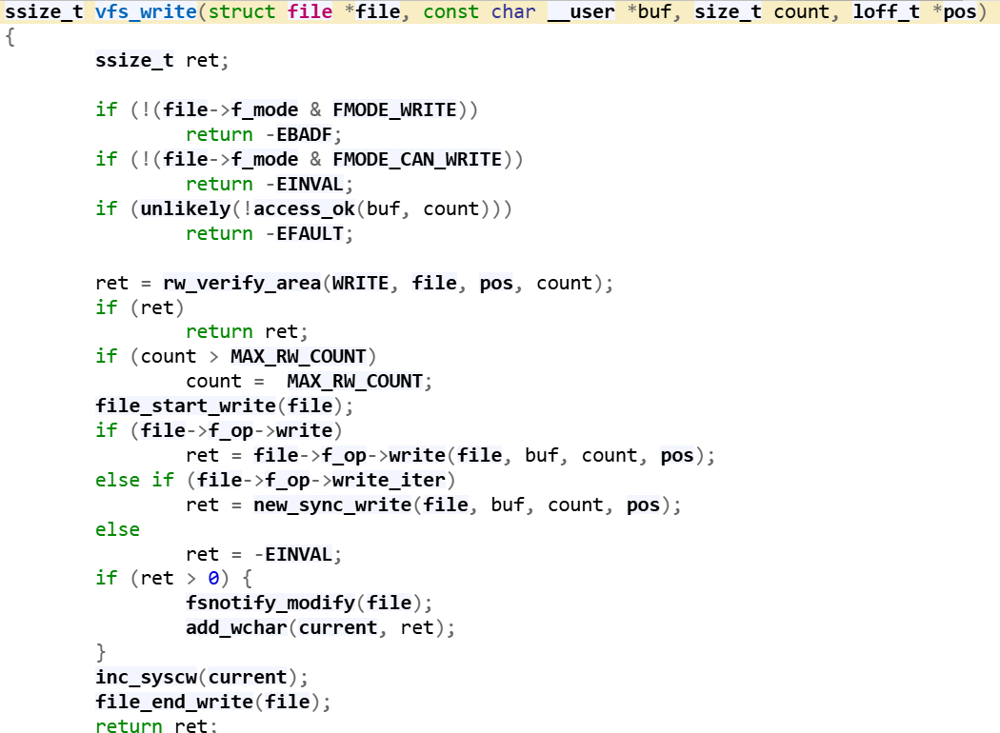 ssize_t vfs_write(struct file *file, const char __user *buf, size_t count, loff_t *pos)
{
        ssize_t ret;

        if (!(file->f_mode & FMODE_WRITE))
                return -EBADF;
        if (!(file->f_mode & FMODE_CAN_WRITE))
                return -EINVAL;
        if (unlikely(!access_ok(buf, count)))
                return -EFAULT;

        ret = rw_verify_area(WRITE, file, pos, count);
        if (ret)
                return ret;
        if (count > MAX_RW_COUNT)
                count =  MAX_RW_COUNT;
        file_start_write(file);
        if (file->f_op->write)
                ret = file->f_op->write(file, buf, count, pos);
        else if (file->f_op->write_iter)
                ret = new_sync_write(file, buf, count, pos);
        else
                ret = -EINVAL;
        if (ret > 0) {
                fsnotify_modify(file);
                add_wchar(current, ret);
        }
        inc_syscw(current);
        file_end_write(file);
        return ret;